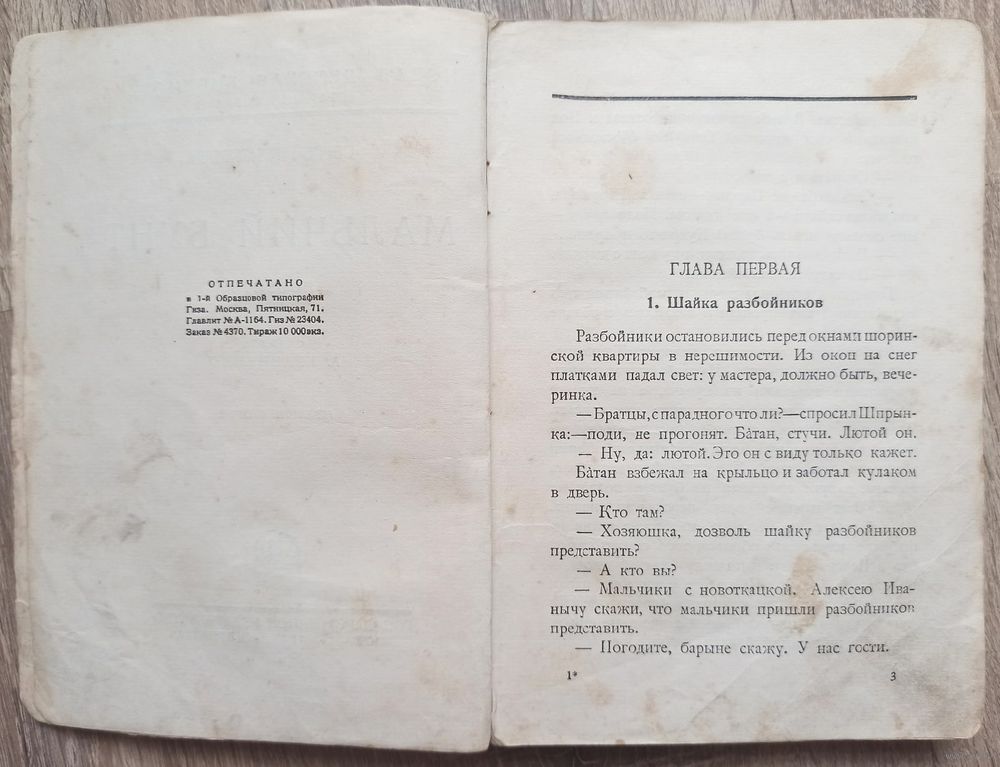 ОТПЕЧАТАНО
в 1-й Образцовой типографии
Гиза. Москва, Пятницкая, 71.
Главлит № А-1164. Гиз № 23404.
Заказ № 4370. Тираж 10 000 экз.
ГЛАВА ПЕРВАЯ
1. Шайка разбойников
Разбойники остановились перед окнами шорин-
ской квартиры в нерешимости. Из окон на снег
платками падал свет: у мастера, должно быть, вече-
ринка.
— Братцы, с парадного что ли?—спросил Шпрын-
ка:—поди, не прогонят. Ба̀тан, стучи. Лютой он.
— Ну, да: лютой. Это он с виду только кажет.
Ба̀тан взбежал на крыльцо и заботал кулаком
в дверь.
— Кто там?
— Хозяюшка, дозволь шайку разбойников
представить?
— А кто вы?
— Мальчики с новоткацкой. Алексею Ива-
нычу скажи, что мальчики пришли разбойников
представить.
— Погодите, барыне скажу. У нас гости.
1*
3